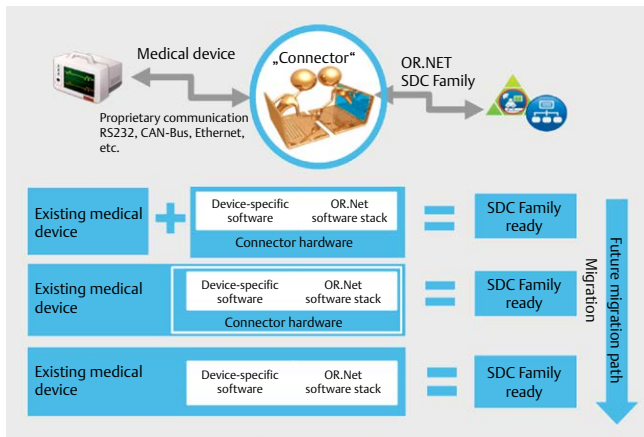 Medical device
„Connector“
OR.NET
SDC Family
Proprietary communication
RS232, CAN-Bus, Ethernet,
etc.
Existing medical
device
+
Device-specific
software
OR.Net
software stack
Connector hardware
=
SDC Family
ready
Existing medical
device
Device-specific
software
OR.Net
software stack
Connector hardware
=
SDC Family
ready
Existing medical
device
Device-specific
software
OR.Net
software stack
=
SDC Family
ready
Migration
Future migration path